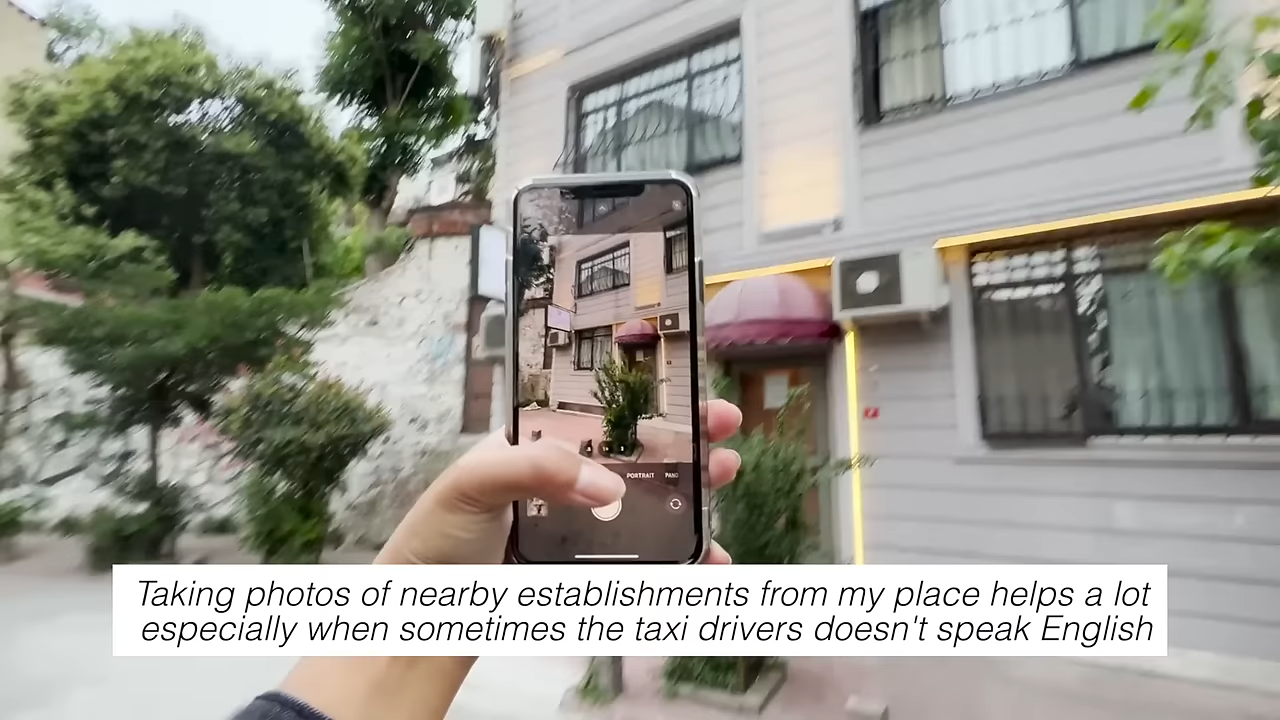 PORTRAIT PANO
Taking photos of nearby establishments from my place helps a lot
especially when sometimes the taxi drivers doesn't speak English